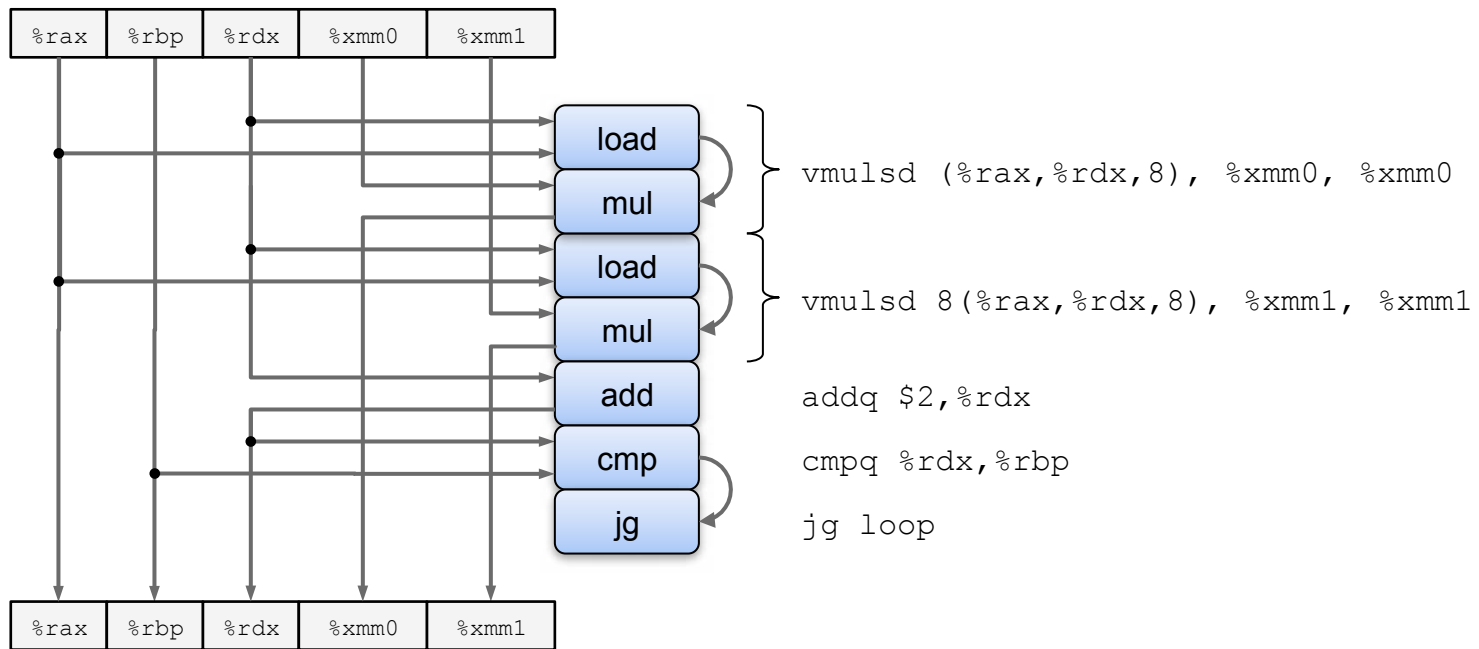 %rax %rbp %rdx %xmm0 %xmm1
load
mul
vmulsd (%rax,%rdx,8), %xmm0, %xmm0
load
mul
vmulsd 8(%rax,%rdx,8), %xmm1, %xmm1
add
addq $2,%rdx
cmp
cmpq %rdx,%rbp
jg
jg loop
%rax %rbp %rdx %xmm0 %xmm1